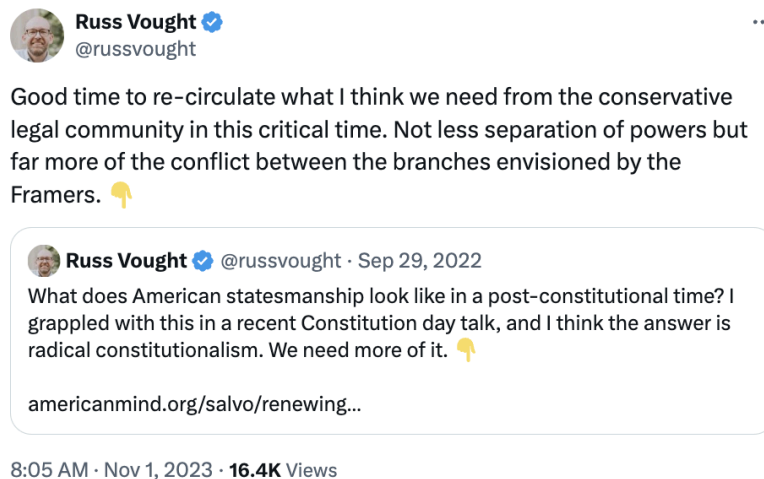 Russ Vought
@russvought
Good time to re-circulate what I think we need from the conservative
legal community in this critical time. Not less separation of powers but
far more of the conflict between the branches envisioned by the
Framers. 👇
Russ Vought @russvought · Sep 29, 2022
What does American statesmanship look like in a post-constitutional time? I
grappled with this in a recent Constitution day talk, and I think the answer is
radical constitutionalism. We need more of it. 👇
americanmind.org/salvo/renewing...
8:05 AM · Nov 1, 2023 · 16.4K Views